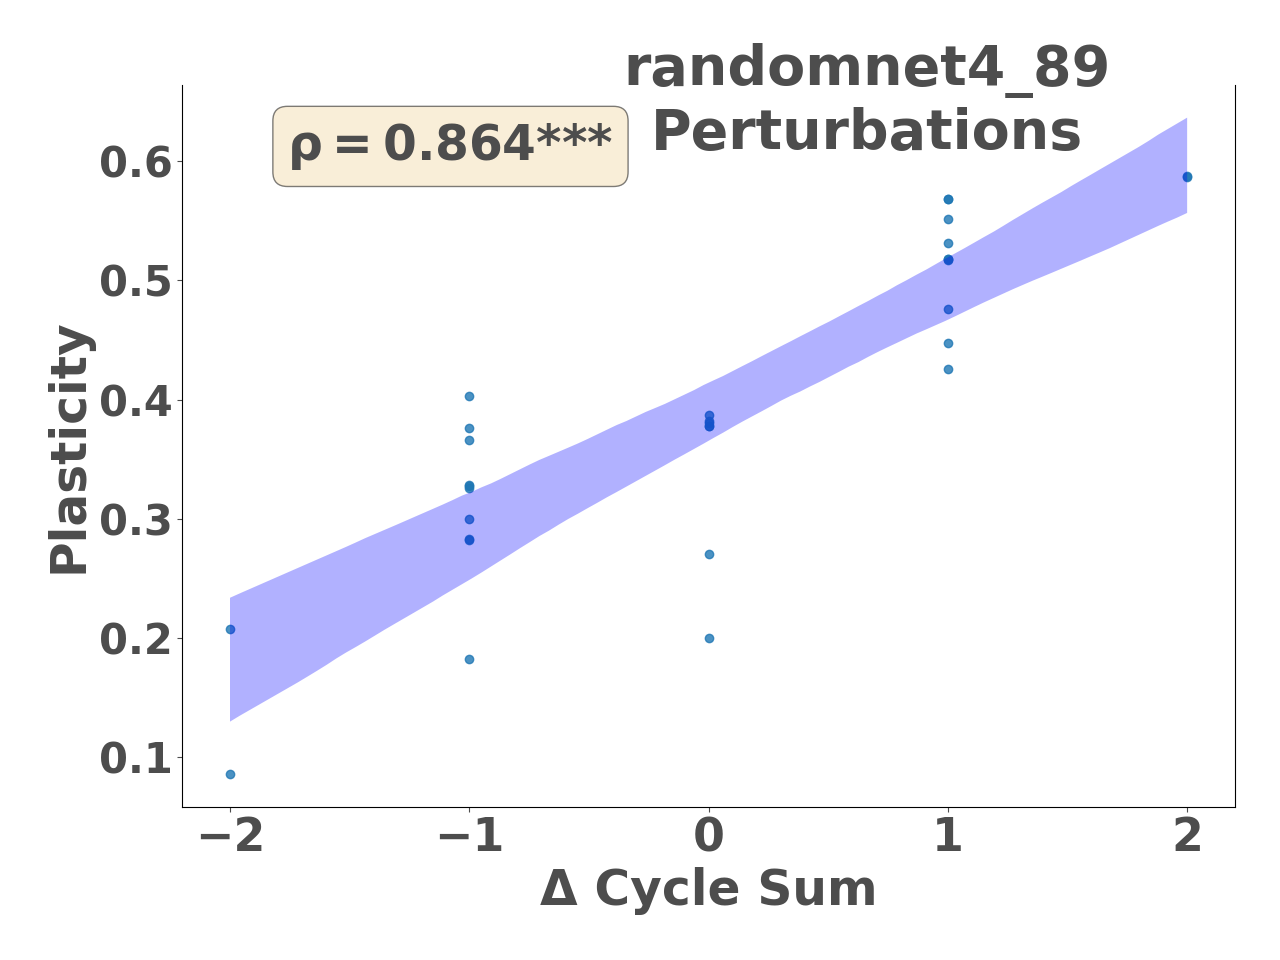 randomnet4_89
Perturbations
ρ = 0.864***
0.6
0.5
0.4
0.3
0.2
0.1
Plasticity
−2 −1 0 1 2
Δ Cycle Sum